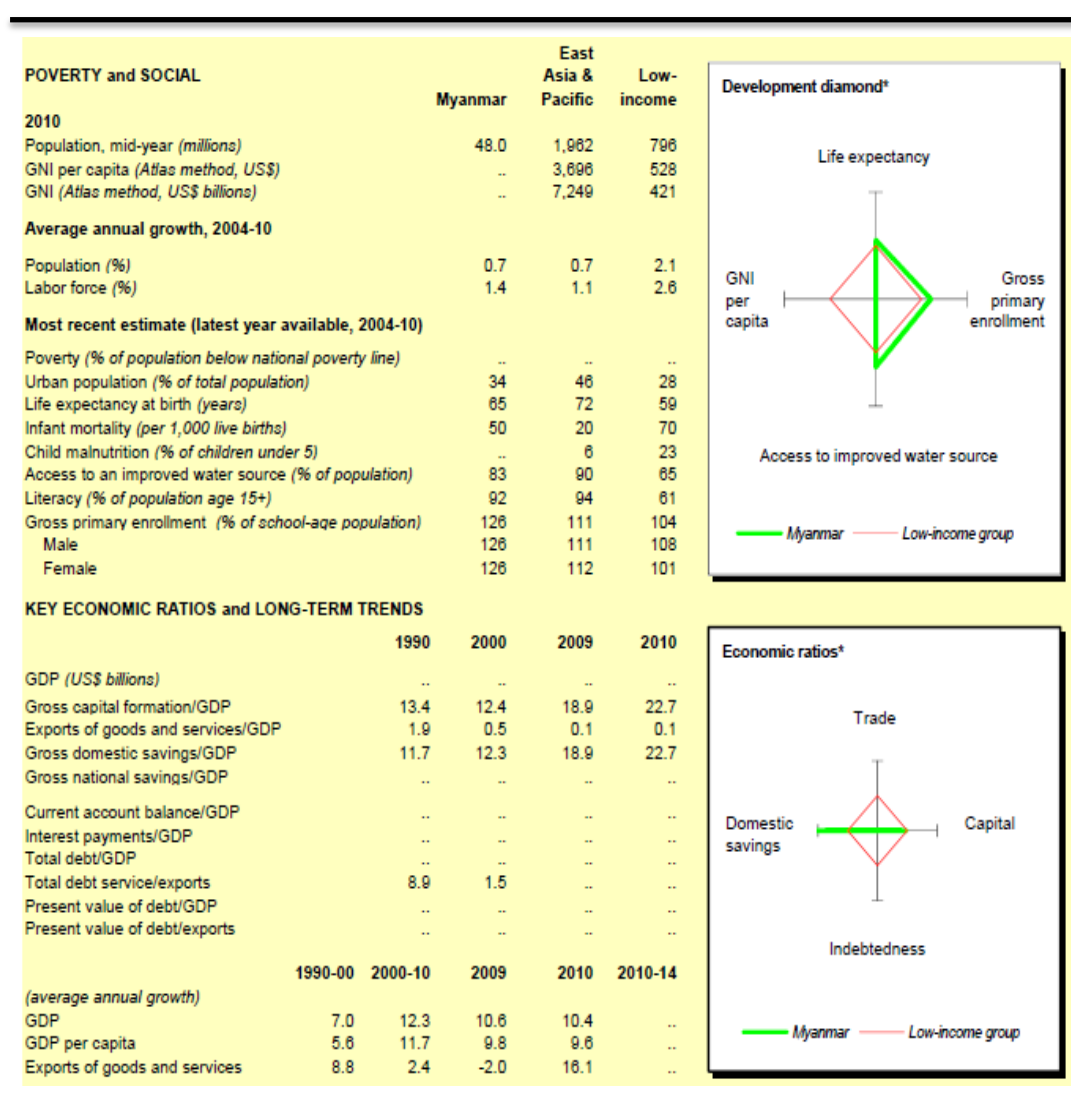 POVERTY and SOCIAL Myanmar East Asia & Pacific Low-income
2010
Population, mid-year (millions) 48.0 1,962 796
GNI per capita (Atlas method, US$) .. 3,696 528
GNI (Atlas method, US$ billions) .. 7,249 421
Average annual growth, 2004-10
Population (%) 0.7 0.7 2.1
Labor force (%) 1.4 1.1 2.6
Most recent estimate (latest year available, 2004-10)
Poverty (% of population below national poverty line) .. .. ..
Urban population (% of total population) 34 46 28
Life expectancy at birth (years) 65 72 59
Infant mortality (per 1,000 live births) 50 20 70
Child malnutrition (% of children under 5) .. 6 23
Access to an improved water source (% of population) 83 90 65
Literacy (% of population age 15+) 92 94 61
Gross primary enrollment (% of school-age population) 126 111 104
Male 126 111 108
Female 126 112 101
Development diamond*
Life expectancy
GNI per capita
Gross primary enrollment
Access to improved water source
Myanmar Low-income group
KEY ECONOMIC RATIOS and LONG-TERM TRENDS
1990 2000 2009 2010
GDP (US$ billions) .. .. .. ..
Gross capital formation/GDP 13.4 12.4 18.9 22.7
Exports of goods and services/GDP 1.9 0.5 0.1 0.1
Gross domestic savings/GDP 11.7 12.3 18.9 22.7
Gross national savings/GDP .. .. .. ..
Current account balance/GDP .. .. .. ..
Interest payments/GDP .. .. .. ..
Total debt/GDP .. .. .. ..
Total debt service/exports 8.9 1.5 .. ..
Present value of debt/GDP .. .. .. ..
Present value of debt/exports .. .. .. ..
1990-00 2000-10 2009 2010 2010-14
(average annual growth)
GDP 7.0 12.3 10.6 10.4 ..
GDP per capita 5.6 11.7 9.8 9.6 ..
Exports of goods and services 8.8 2.4 -2.0 16.1 ..
Economic ratios*
Trade
Domestic savings
Capital
Indebtedness
Myanmar Low-income group